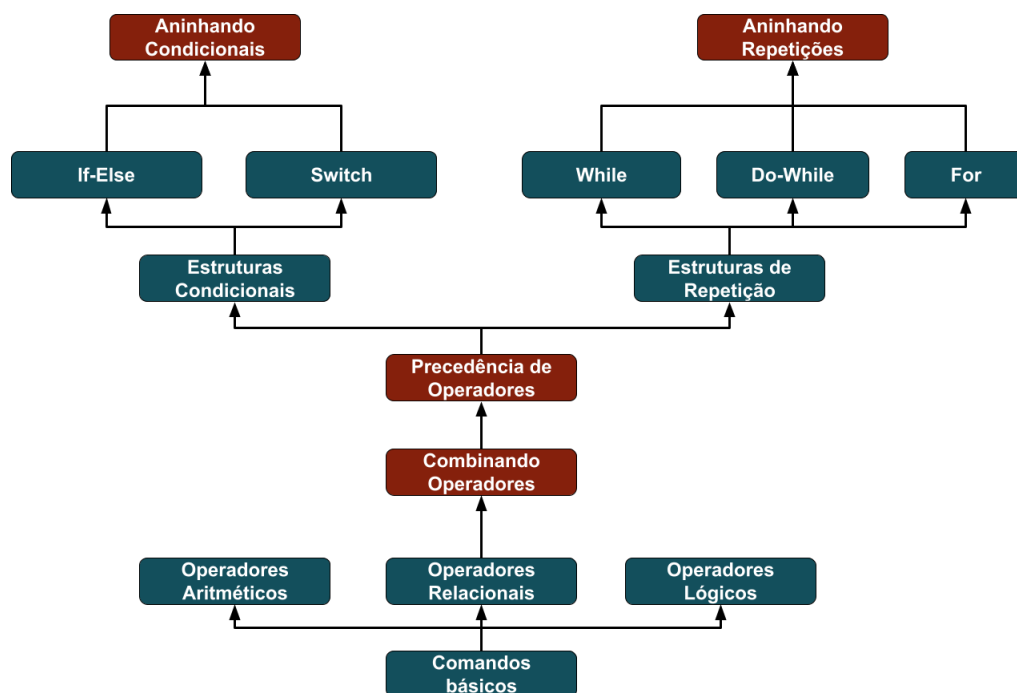 Aninhando
Condicionais
Aninhando
Repetições
If-Else
Switch
While
Do-While
For
Estruturas
Condicionais
Estruturas de
Repetição
Precedência de
Operadores
Combinando
Operadores
Operadores
Aritméticos
Operadores
Relacionais
Operadores
Lógicos
Comandos
básicos